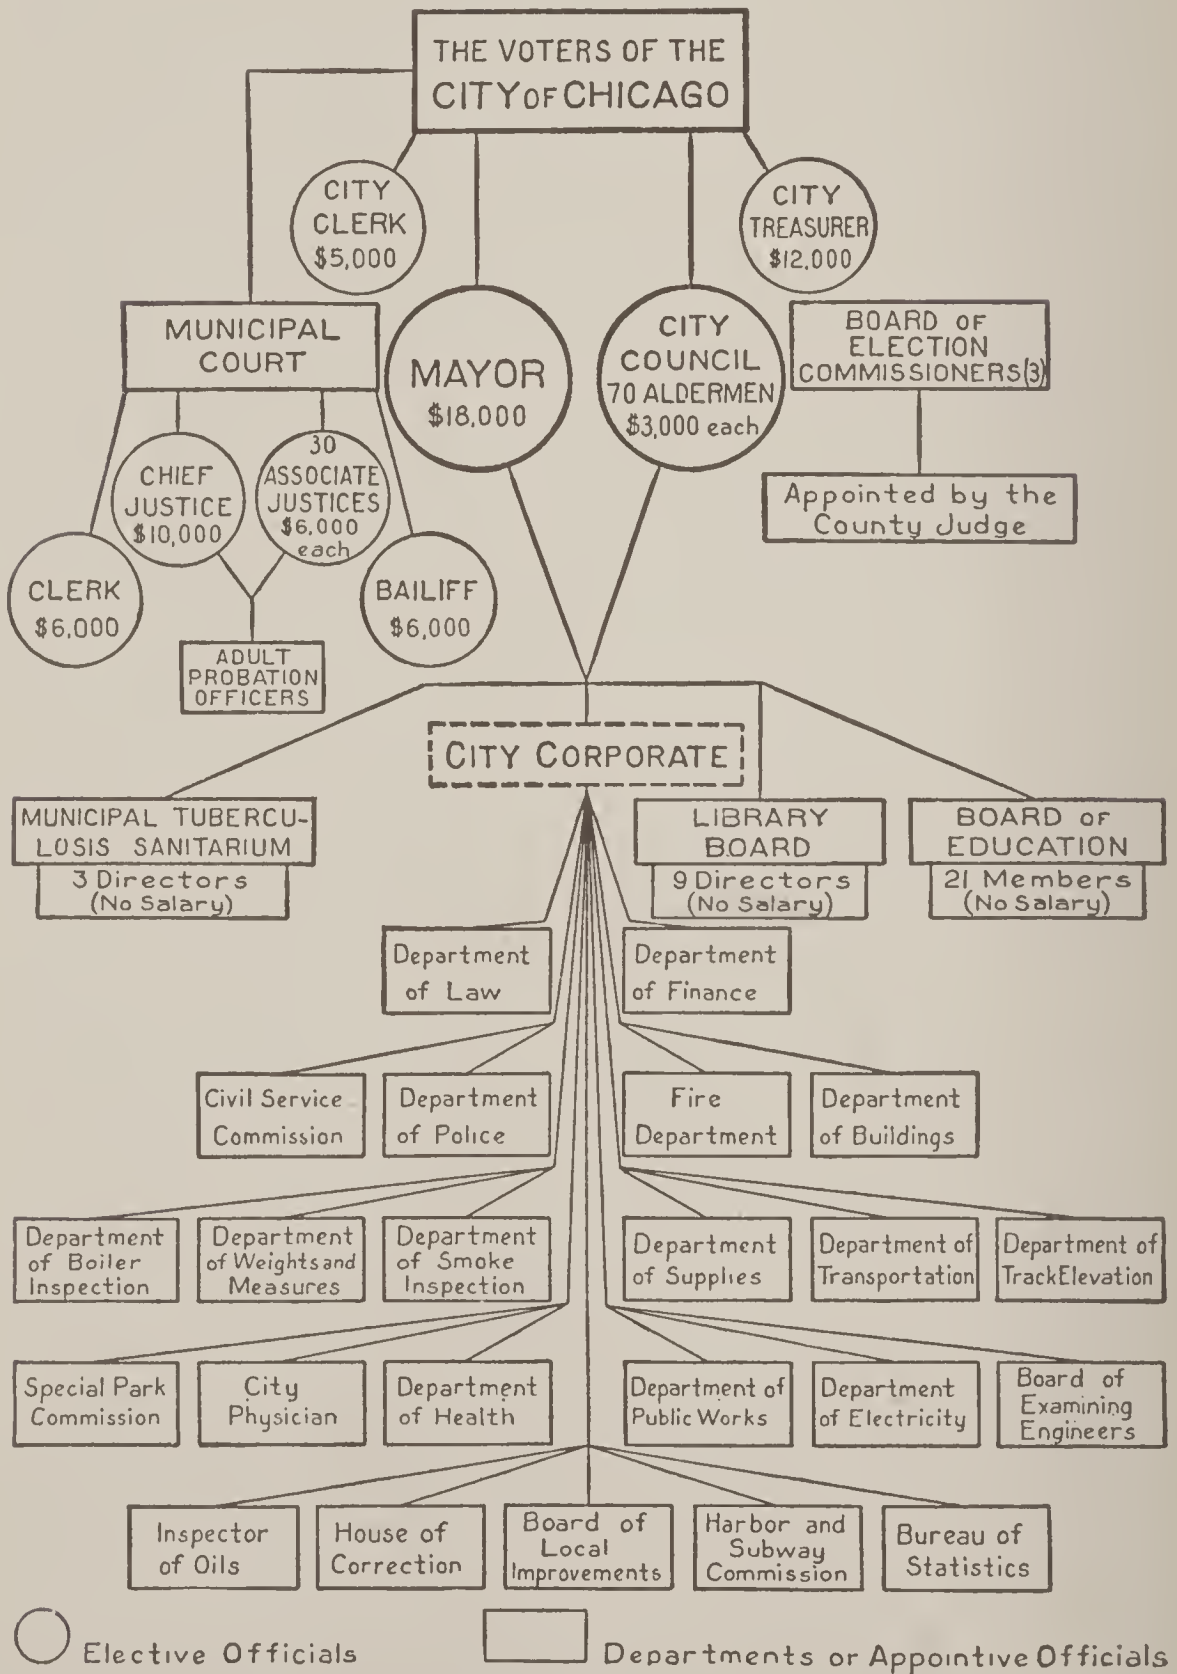 THE VOTERS OF THE
CITY OF CHICAGO
CITY
CLERK
$5,000
CITY
TREASURER
$12,000
MUNICIPAL
COURT
MAYOR
$18,000
CITY
COUNCIL
70 ALDERMEN
$3,000 each
BOARD OF
ELECTION
COMMISSIONERS (3)
CHIEF
JUSTICE
$10,000
30
ASSOCIATE
JUSTICES
$6,000
each
Appointed by the
County Judge
CLERK
$6,000
BAILIFF
$6,000
ADULT
PROBATION
OFFICERS
CITY CORPORATE
MUNICIPAL TUBERCU-
LOSIS SANITARIUM
3 Directors
(No Salary)
LIBRARY
BOARD
9 Directors
(No Salary)
BOARD OF
EDUCATION
21 Members
(No Salary)
Department
of Law
Department
of Finance
Civil Service
Commission
Department
of Police
Fire
Department
Department
of Buildings
Department
of Boiler
Inspection
Department
of Weights and
Measures
Department
of Smoke
Inspection
Department
of Supplies
Department of
Transportation
Department of
Track Elevation
Special Park
Commission
City
Physician
Department
of Health
Department of
Public Works
Department
of Electricity
Board of
Examining
Engineers
Inspector
of Oils
House of
Correction
Board of
Local
Improvements
Harbor and
Subway
Commission
Bureau of
Statistics
Elective Officials
Departments or Appointive Officials